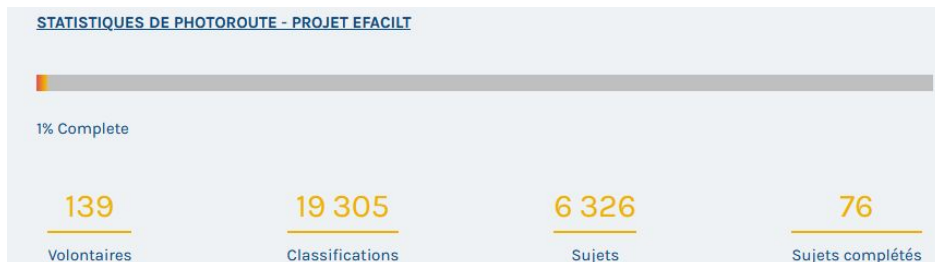 STATISTIQUES DE PHOTOROUTE - PROJET EFACILT
1% Complete
139 19 305 6 326 76
Volontaires Classifications Sujets Sujets complétés